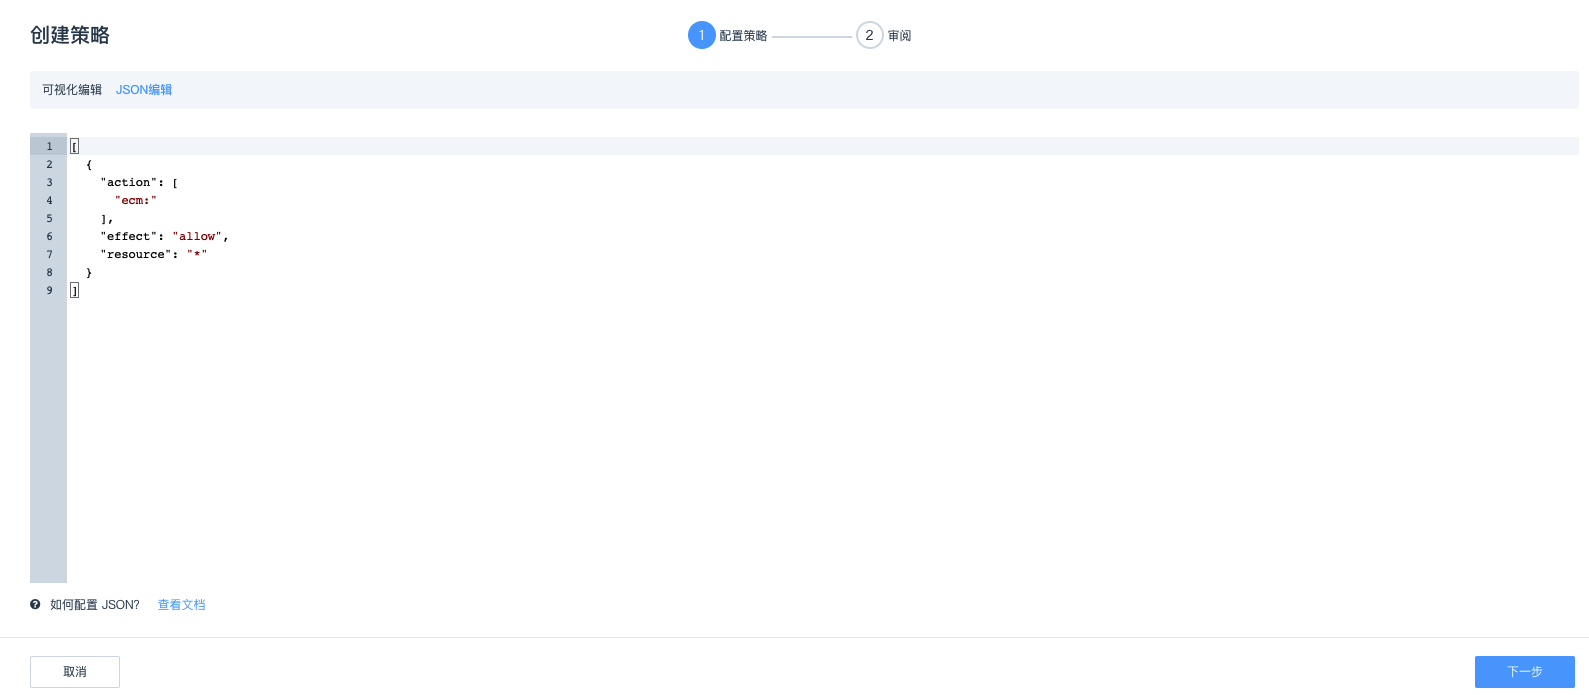 创建策略
1 配置策略 2 审阅
可视化编辑 JSON编辑
1 [
2 {
3 "action": [
4 "ecm:"
5 ],
6 "effect": "allow",
7 "resource": "*"
8 }
9 ]
? 如何配置 JSON? 查看文档
取消 下一步